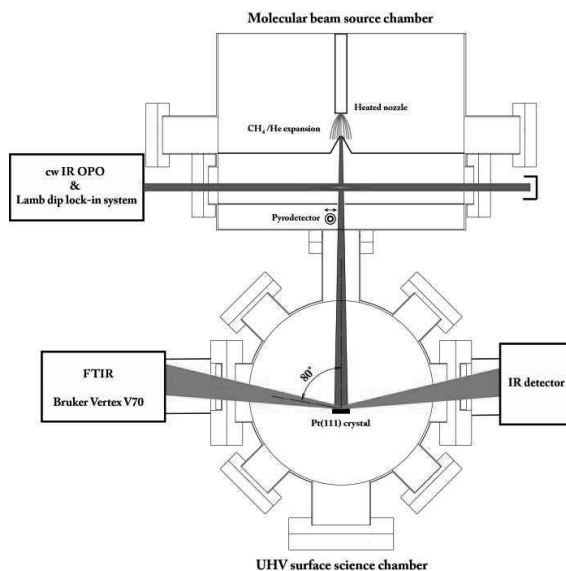 Molecular beam source chamber
Heated nozzle
CH4 /He expansion
cw IR OPO
&
Lamb dip lock-in system
Pyrodetector
80°
FTIR
Bruker Vertex V70
IR detector
Pt(111) crystal
UHV surface science chamber